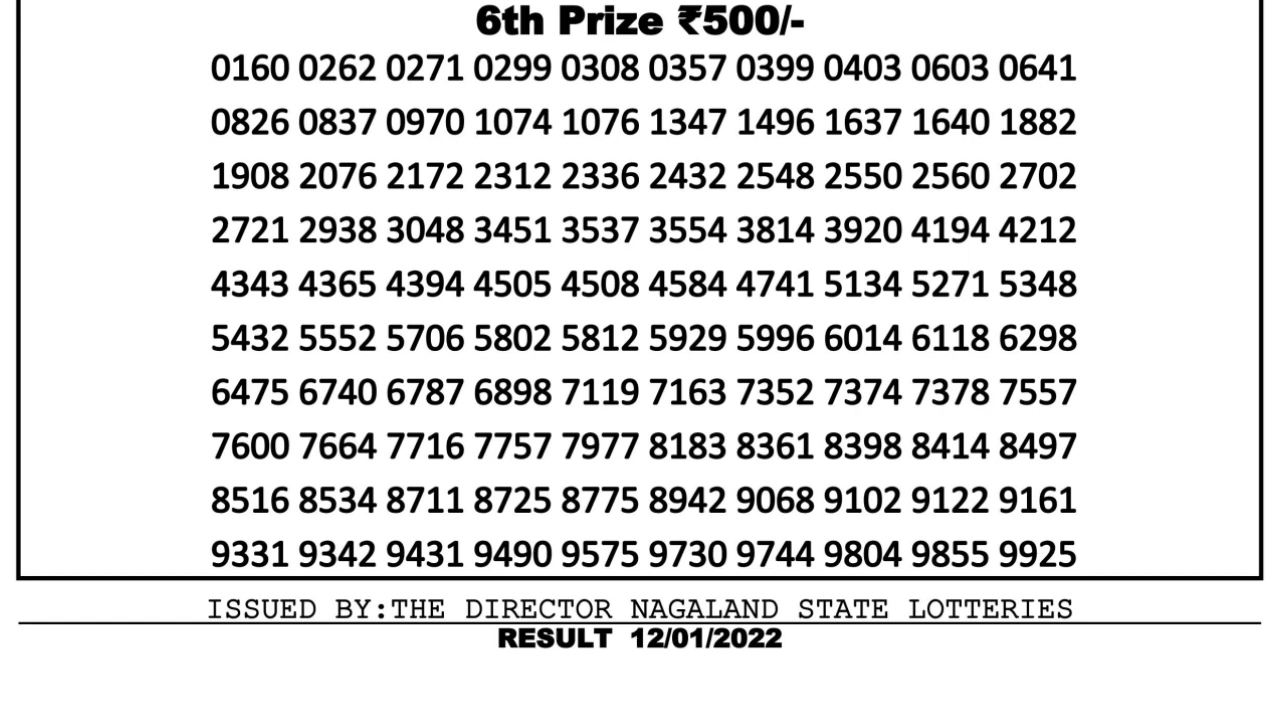 6th Prize ₹500/-
0160 0262 0271 0299 0308 0357 0399 0403 0603 0641
0826 0837 0970 1074 1076 1347 1496 1637 1640 1882
1908 2076 2172 2312 2336 2432 2548 2550 2560 2702
2721 2938 3048 3451 3537 3554 3814 3920 4194 4212
4343 4365 4394 4505 4508 4584 4741 5134 5271 5348
5432 5552 5706 5802 5812 5929 5996 6014 6118 6298
6475 6740 6787 6898 7119 7163 7352 7374 7378 7557
7600 7664 7716 7757 7977 8183 8361 8398 8414 8497
8516 8534 8711 8725 8775 8942 9068 9102 9122 9161
9331 9342 9431 9490 9575 9730 9744 9804 9855 9925
ISSUED BY:THE DIRECTOR NAGALAND STATE LOTTERIES
RESULT 12/01/2022